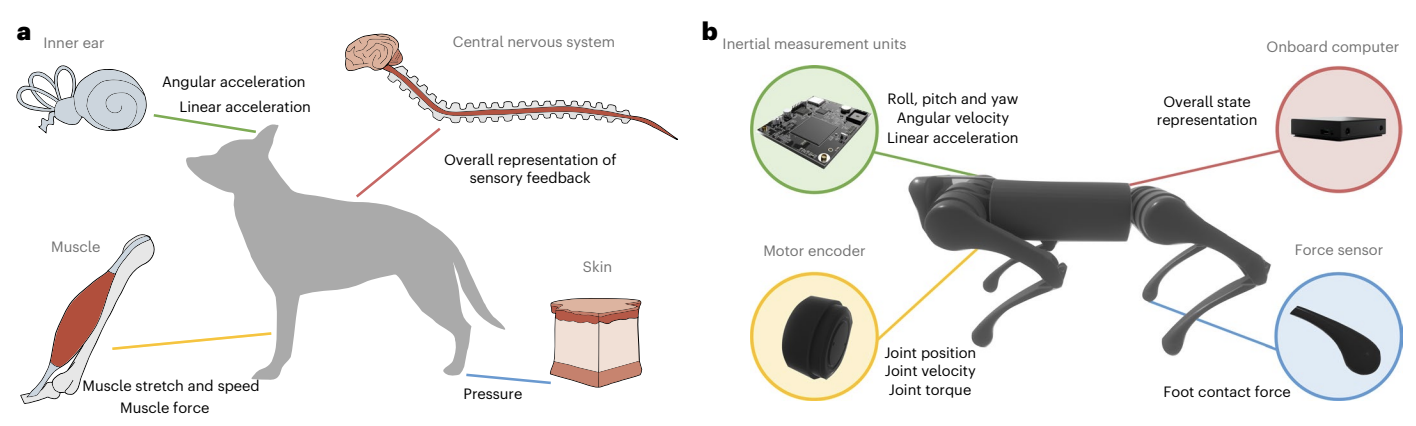 a
Inner ear
Central nervous system
Angular acceleration
Linear acceleration
Overall representation of
sensory feedback
Muscle
Skin
Muscle stretch and speed
Muscle force
Pressure
b
Inertial measurement units
Onboard computer
Roll, pitch and yaw
Angular velocity
Linear acceleration
Overall state
representation
Motor encoder
Force sensor
Joint position
Joint velocity
Joint torque
Foot contact force